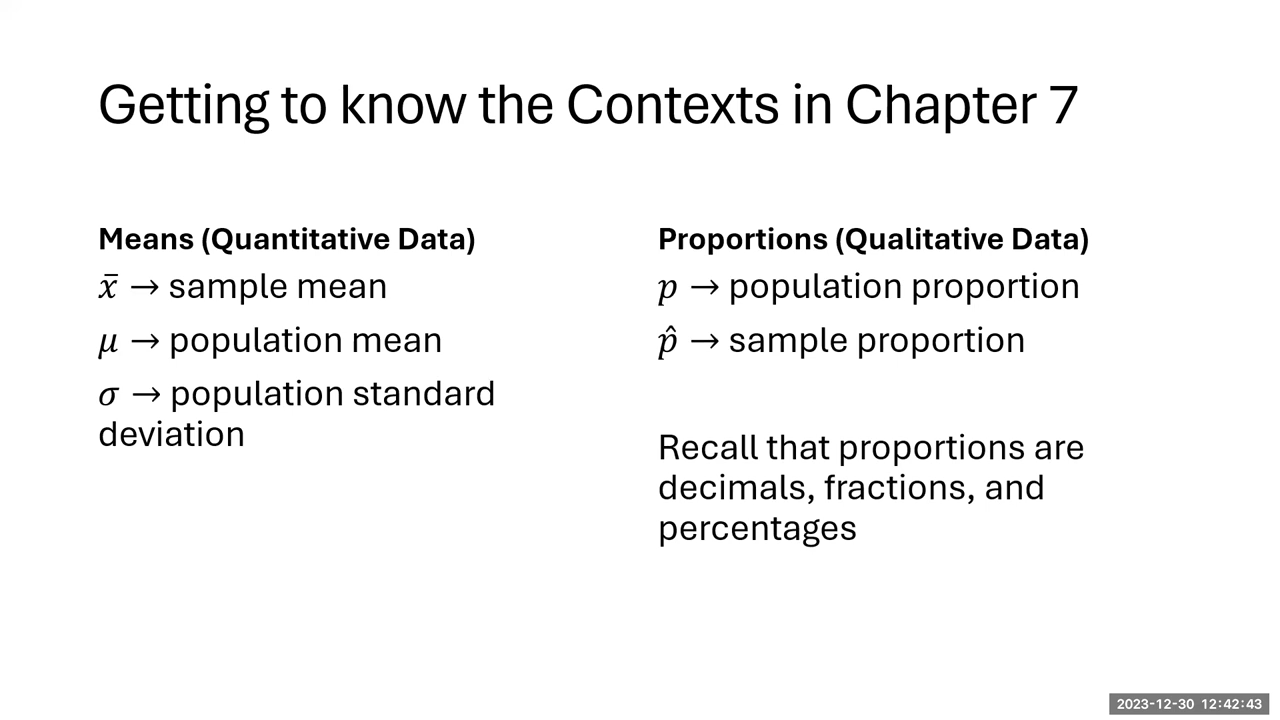 Getting to know the Contexts in Chapter 7
Means (Quantitative Data)
x̄ → sample mean
μ → population mean
σ → population standard
deviation
Proportions (Qualitative Data)
p → population proportion
p̂ → sample proportion
Recall that proportions are
decimals, fractions, and
percentages
2023-12-30 12:42:43